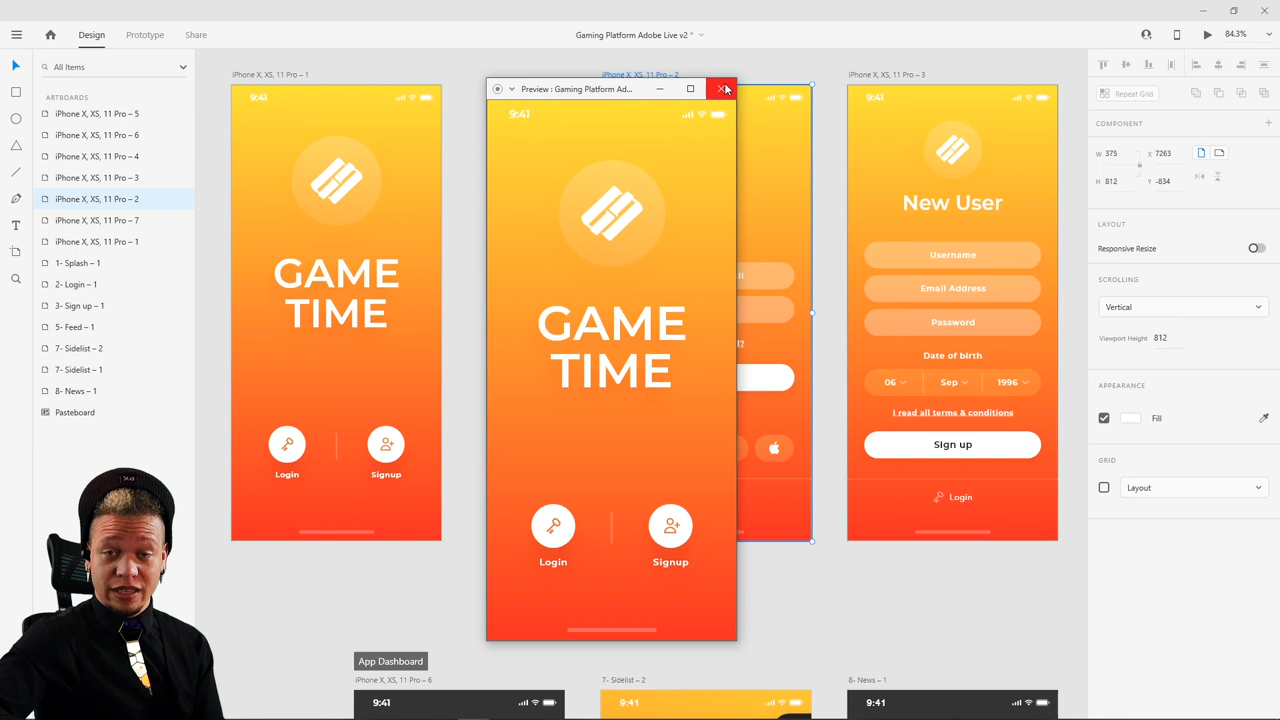 Design
Prototype
Share
Gaming Platform Adobe Live v2 *
84.3%
All Items
ARTBOARDS
iPhone X, XS, 11 Pro – 5
iPhone X, XS, 11 Pro – 6
iPhone X, XS, 11 Pro – 4
iPhone X, XS, 11 Pro – 3
iPhone X, XS, 11 Pro – 2
iPhone X, XS, 11 Pro – 7
iPhone X, XS, 11 Pro – 1
1- Splash – 1
2- Login – 1
3- Sign up – 1
5- Feed – 1
7- Sidelist – 2
7- Sidelist – 1
8- News – 1
Pasteboard
iPhone X, XS, 11 Pro – 1
9:41
GAME
TIME
Login
Signup
iPhone X, XS, 11 Pro – 2
Preview : Gaming Platform Ad...
9:41
GAME
TIME
Login
Signup
iPhone X, XS, 11 Pro – 3
9:41
New User
Username
Email Address
Password
Date of birth
06
Sep
1996
I read all terms & conditions
Sign up
Login
App Dashboard
iPhone X, XS, 11 Pro – 6
9:41
7- Sidelist – 2
9:41
8- News – 1
9:41
Repeat Grid
COMPONENT
W 375
X 7263
H 812
Y -834
LAYOUT
Responsive Resize
SCROLLING
Vertical
Viewport Height 812
APPEARANCE
Fill
GRID
Layout